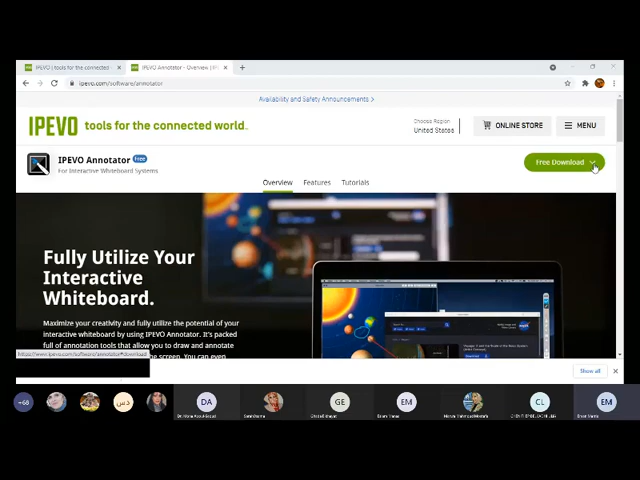 IPEVO | tools for the connected
IPEVO Annotator - Overview | IP
ipevo.com/software/annotator
Availability and Safety Announcements >
IPEVO tools for the connected world.
Choose Region
United States
ONLINE STORE
MENU
IPEVO Annotator Free
For Interactive Whiteboard Systems
Free Download
Overview Features Tutorials
Fully Utilize Your
Interactive
Whiteboard.
Maximize your creativity and fully utilize the potential of your
interactive whiteboard by using IPEVO Annotator. It's packed
full of annotation tools that allow you to draw and annotate
the screen. You can even
https://www.ipevo.com/software/annotator#download
Show all
+68
دس
DA
GE
EM
CL
EM